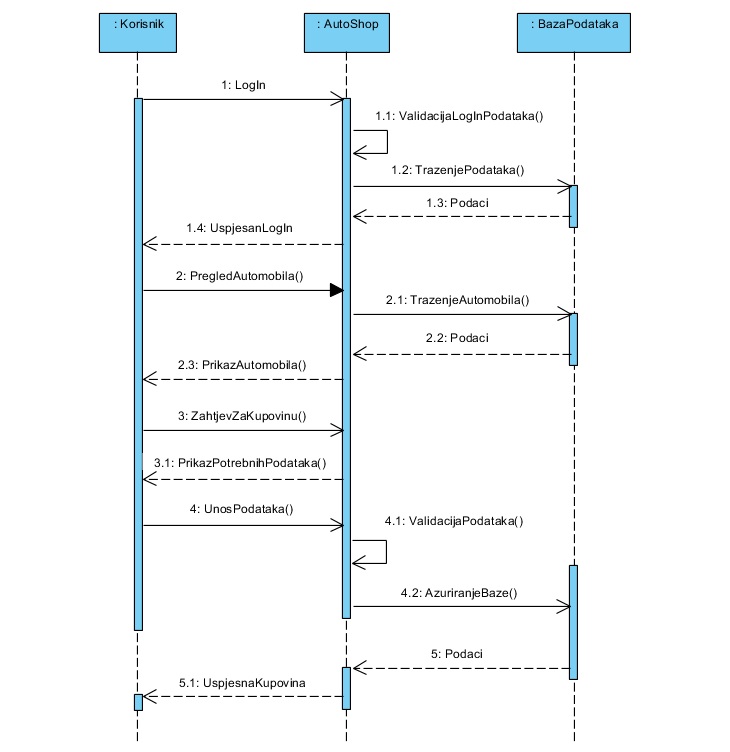 : Korisnik
: AutoShop
: BazaPodataka
1: LogIn
1.1: ValidacijaLogInPodataka()
1.2: TrazenjePodataka()
1.3: Podaci
1.4: UspjesanLogIn
2: PregledAutomobila()
2.1: TrazenjeAutomobila()
2.2: Podaci
2.3: PrikazAutomobila()
3: ZahtjevZaKupovinu()
3.1: PrikazPotrebnihPodataka()
4: UnosPodataka()
4.1: ValidacijaPodataka()
4.2: AzuriranjeBaze()
5: Podaci
5.1: UspjesnaKupovina